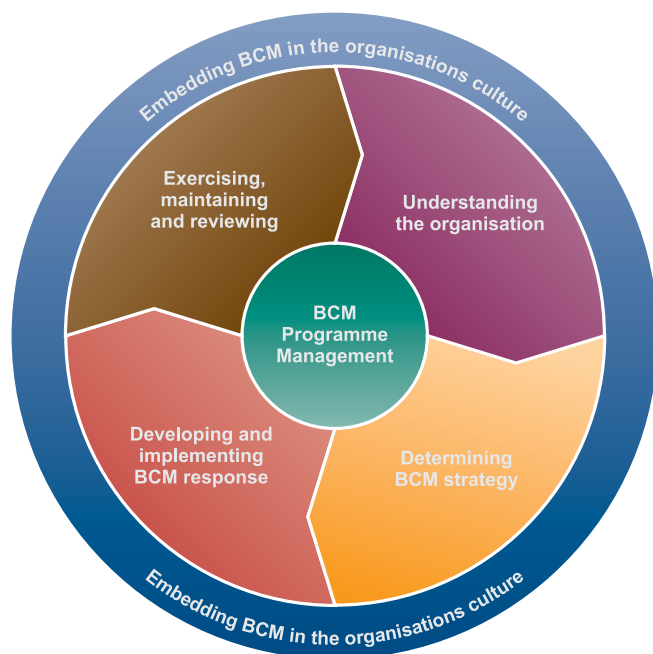 Embedding BCM in the organisations culture
Exercising,
maintaining
and reviewing
Understanding
the organisation
BCM
Programme
Management
Developing and
implementing
BCM response
Determining
BCM strategy
Embedding BCM in the organisations culture